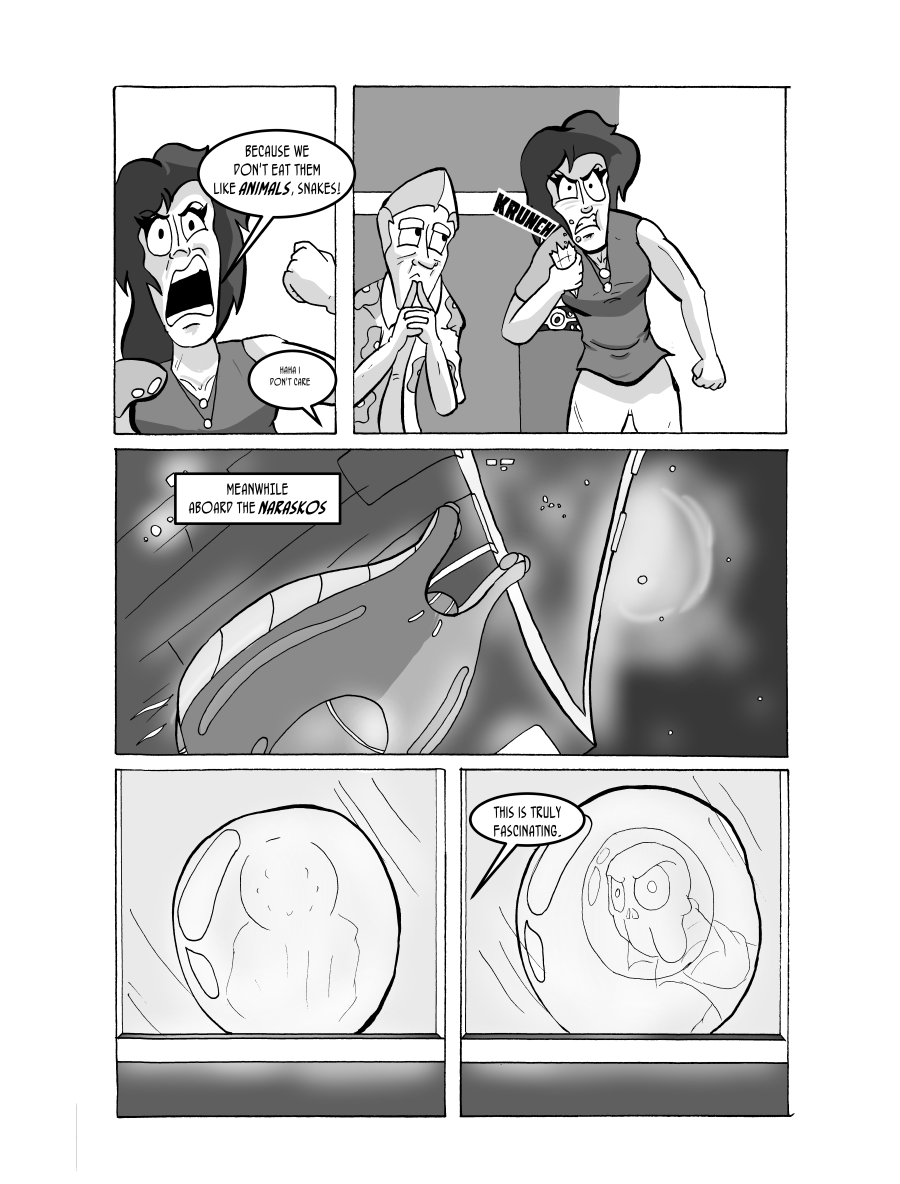 BECAUSE WE
DON'T EAT THEM
LIKE ANIMALS, SNAKES!
HAHA I
DON'T CARE
KRUNCH
MEANWHILE
ABOARD THE NARASKOS
THIS IS TRULY
FASCINATING.